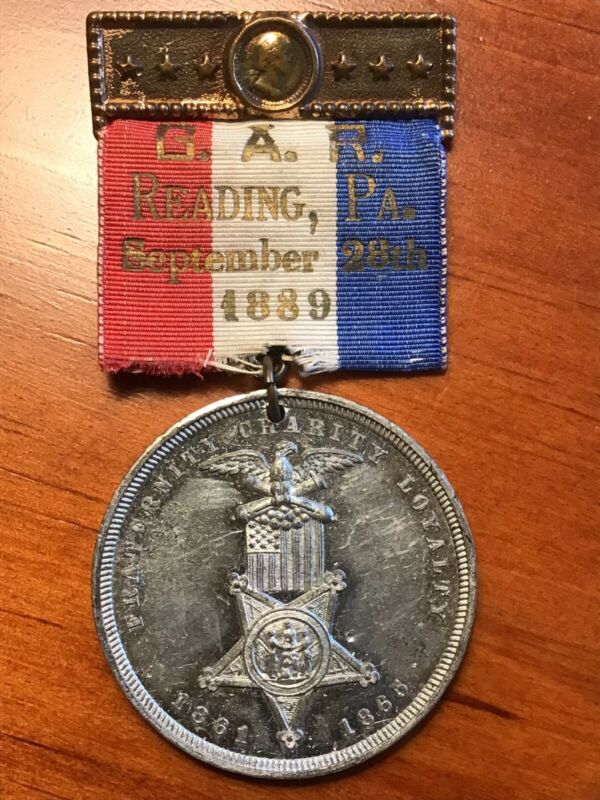 G. A. R.
READING, PA.
September 28th
1889
FRATERNITY CHARITY LOYALTY
1861 1866